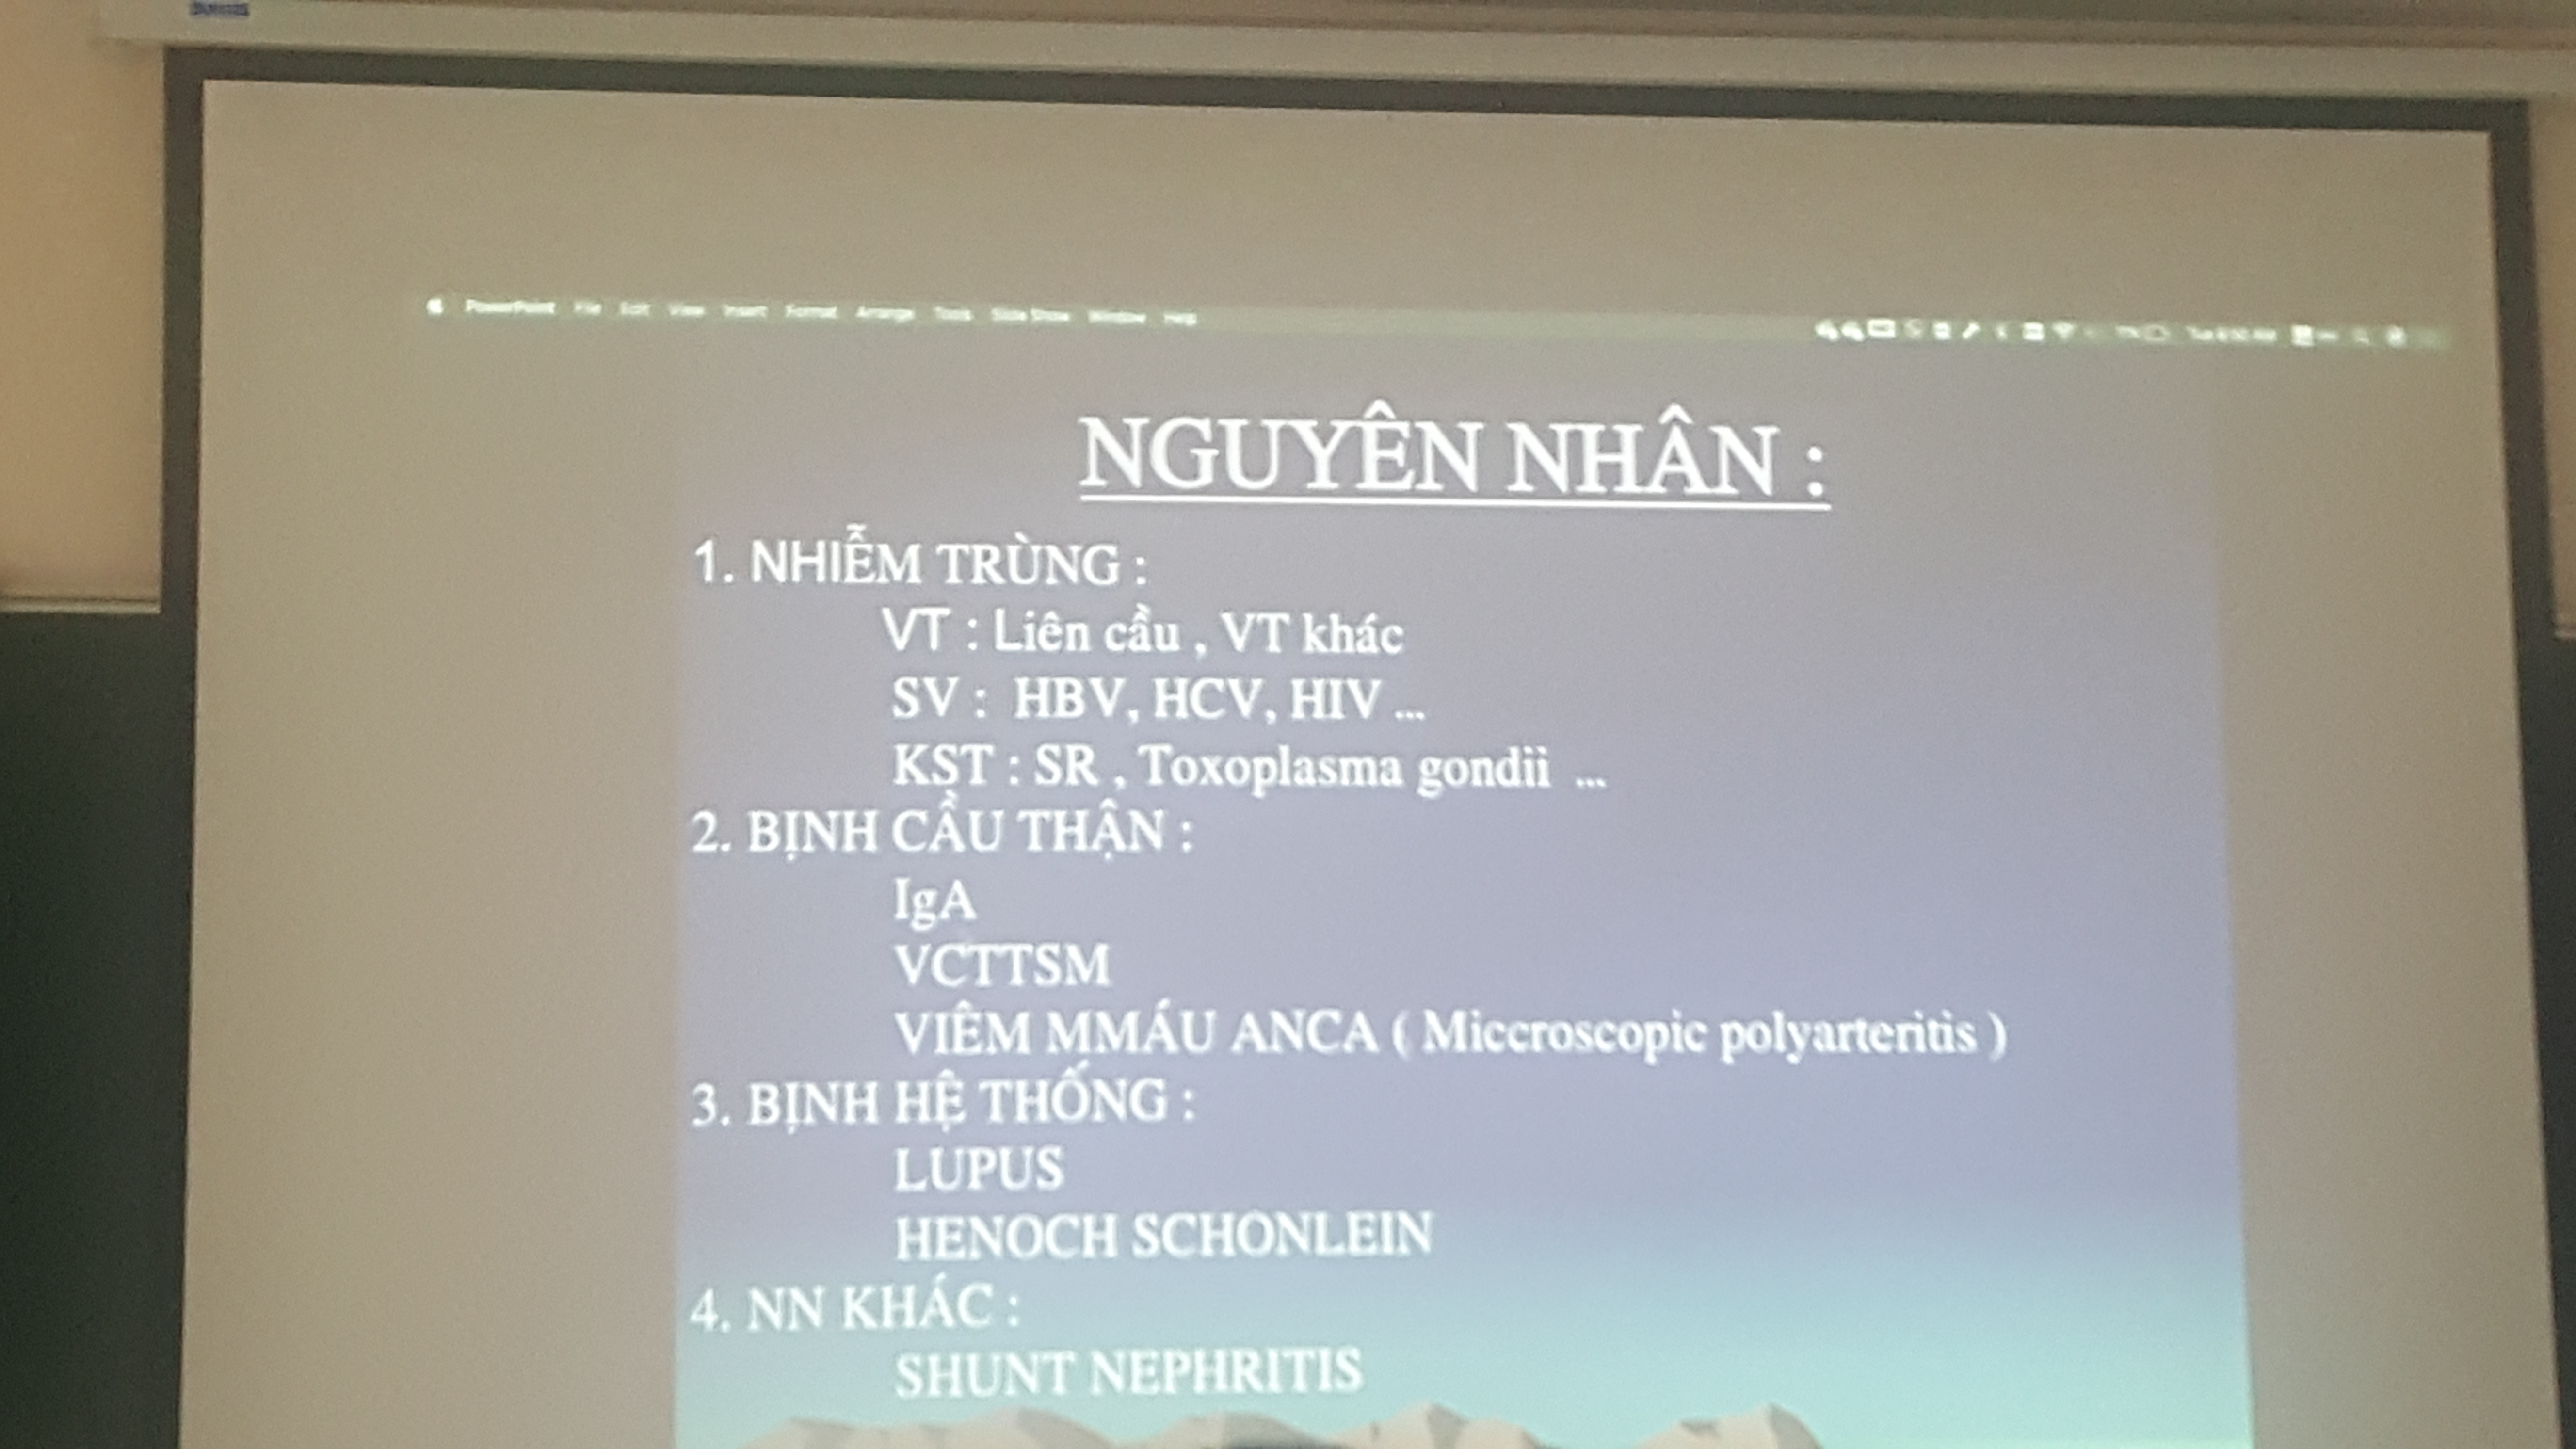 PowerPoint File Edit View Insert Format Arrange Tools Slide Show Window Help
NGUYÊN NHÂN :
1. NHIỄM TRÙNG :
VT : Liên cầu , VT khác
SV : HBV, HCV, HIV ...
KST : SR , Toxoplasma gondii ...
2. BỊNH CẦU THẬN :
IgA
VCTTSM
VIÊM MMÁU ANCA ( Miccroscopic polyarteritis )
3. BỊNH HỆ THỐNG :
LUPUS
HENOCH SCHONLEIN
4. NN KHÁC :
SHUNT NEPHRITIS